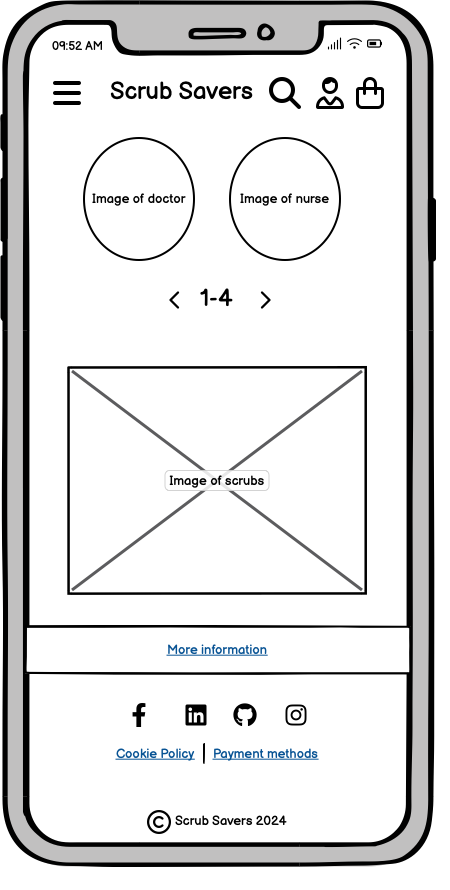 09:52 AM
Scrub Savers
Image of doctor
Image of nurse
1-4
Image of scrubs
More information
Cookie Policy | Payment methods
© Scrub Savers 2024